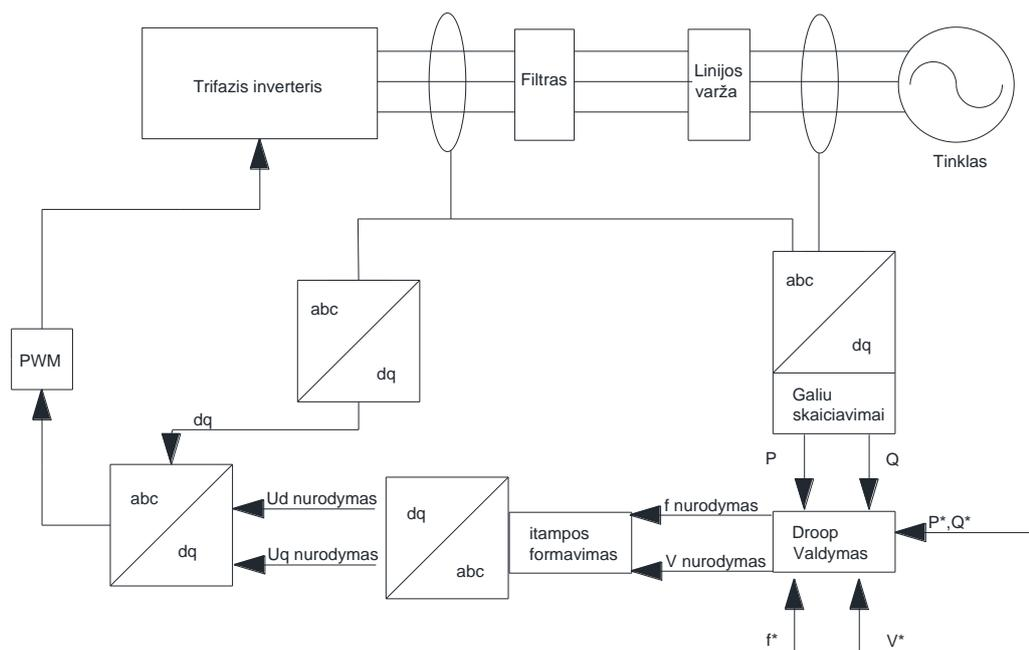 Trifazis inverteris
Filtras
Linijos
varža
Tinklas
abc
dq
abc
dq
PWM
Galiu
skaiciavimai
dq
P
Q
abc
dq
Ud nurodymas
Uq nurodymas
dq
abc
itampos
formavimas
f nurodymas
V nurodymas
Droop
Valdymas
P*,Q*
f*
V*